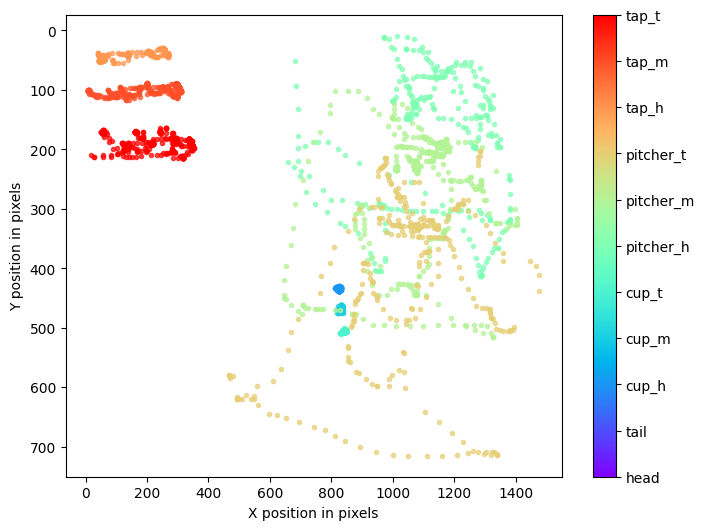 Y position in pixels
0
100
200
300
400
500
600
700
0
200
400
600
800
1000
1200
1400
X position in pixels
tap_t
tap_m
tap_h
pitcher_t
pitcher_m
pitcher_h
cup_t
cup_m
cup_h
tail
head